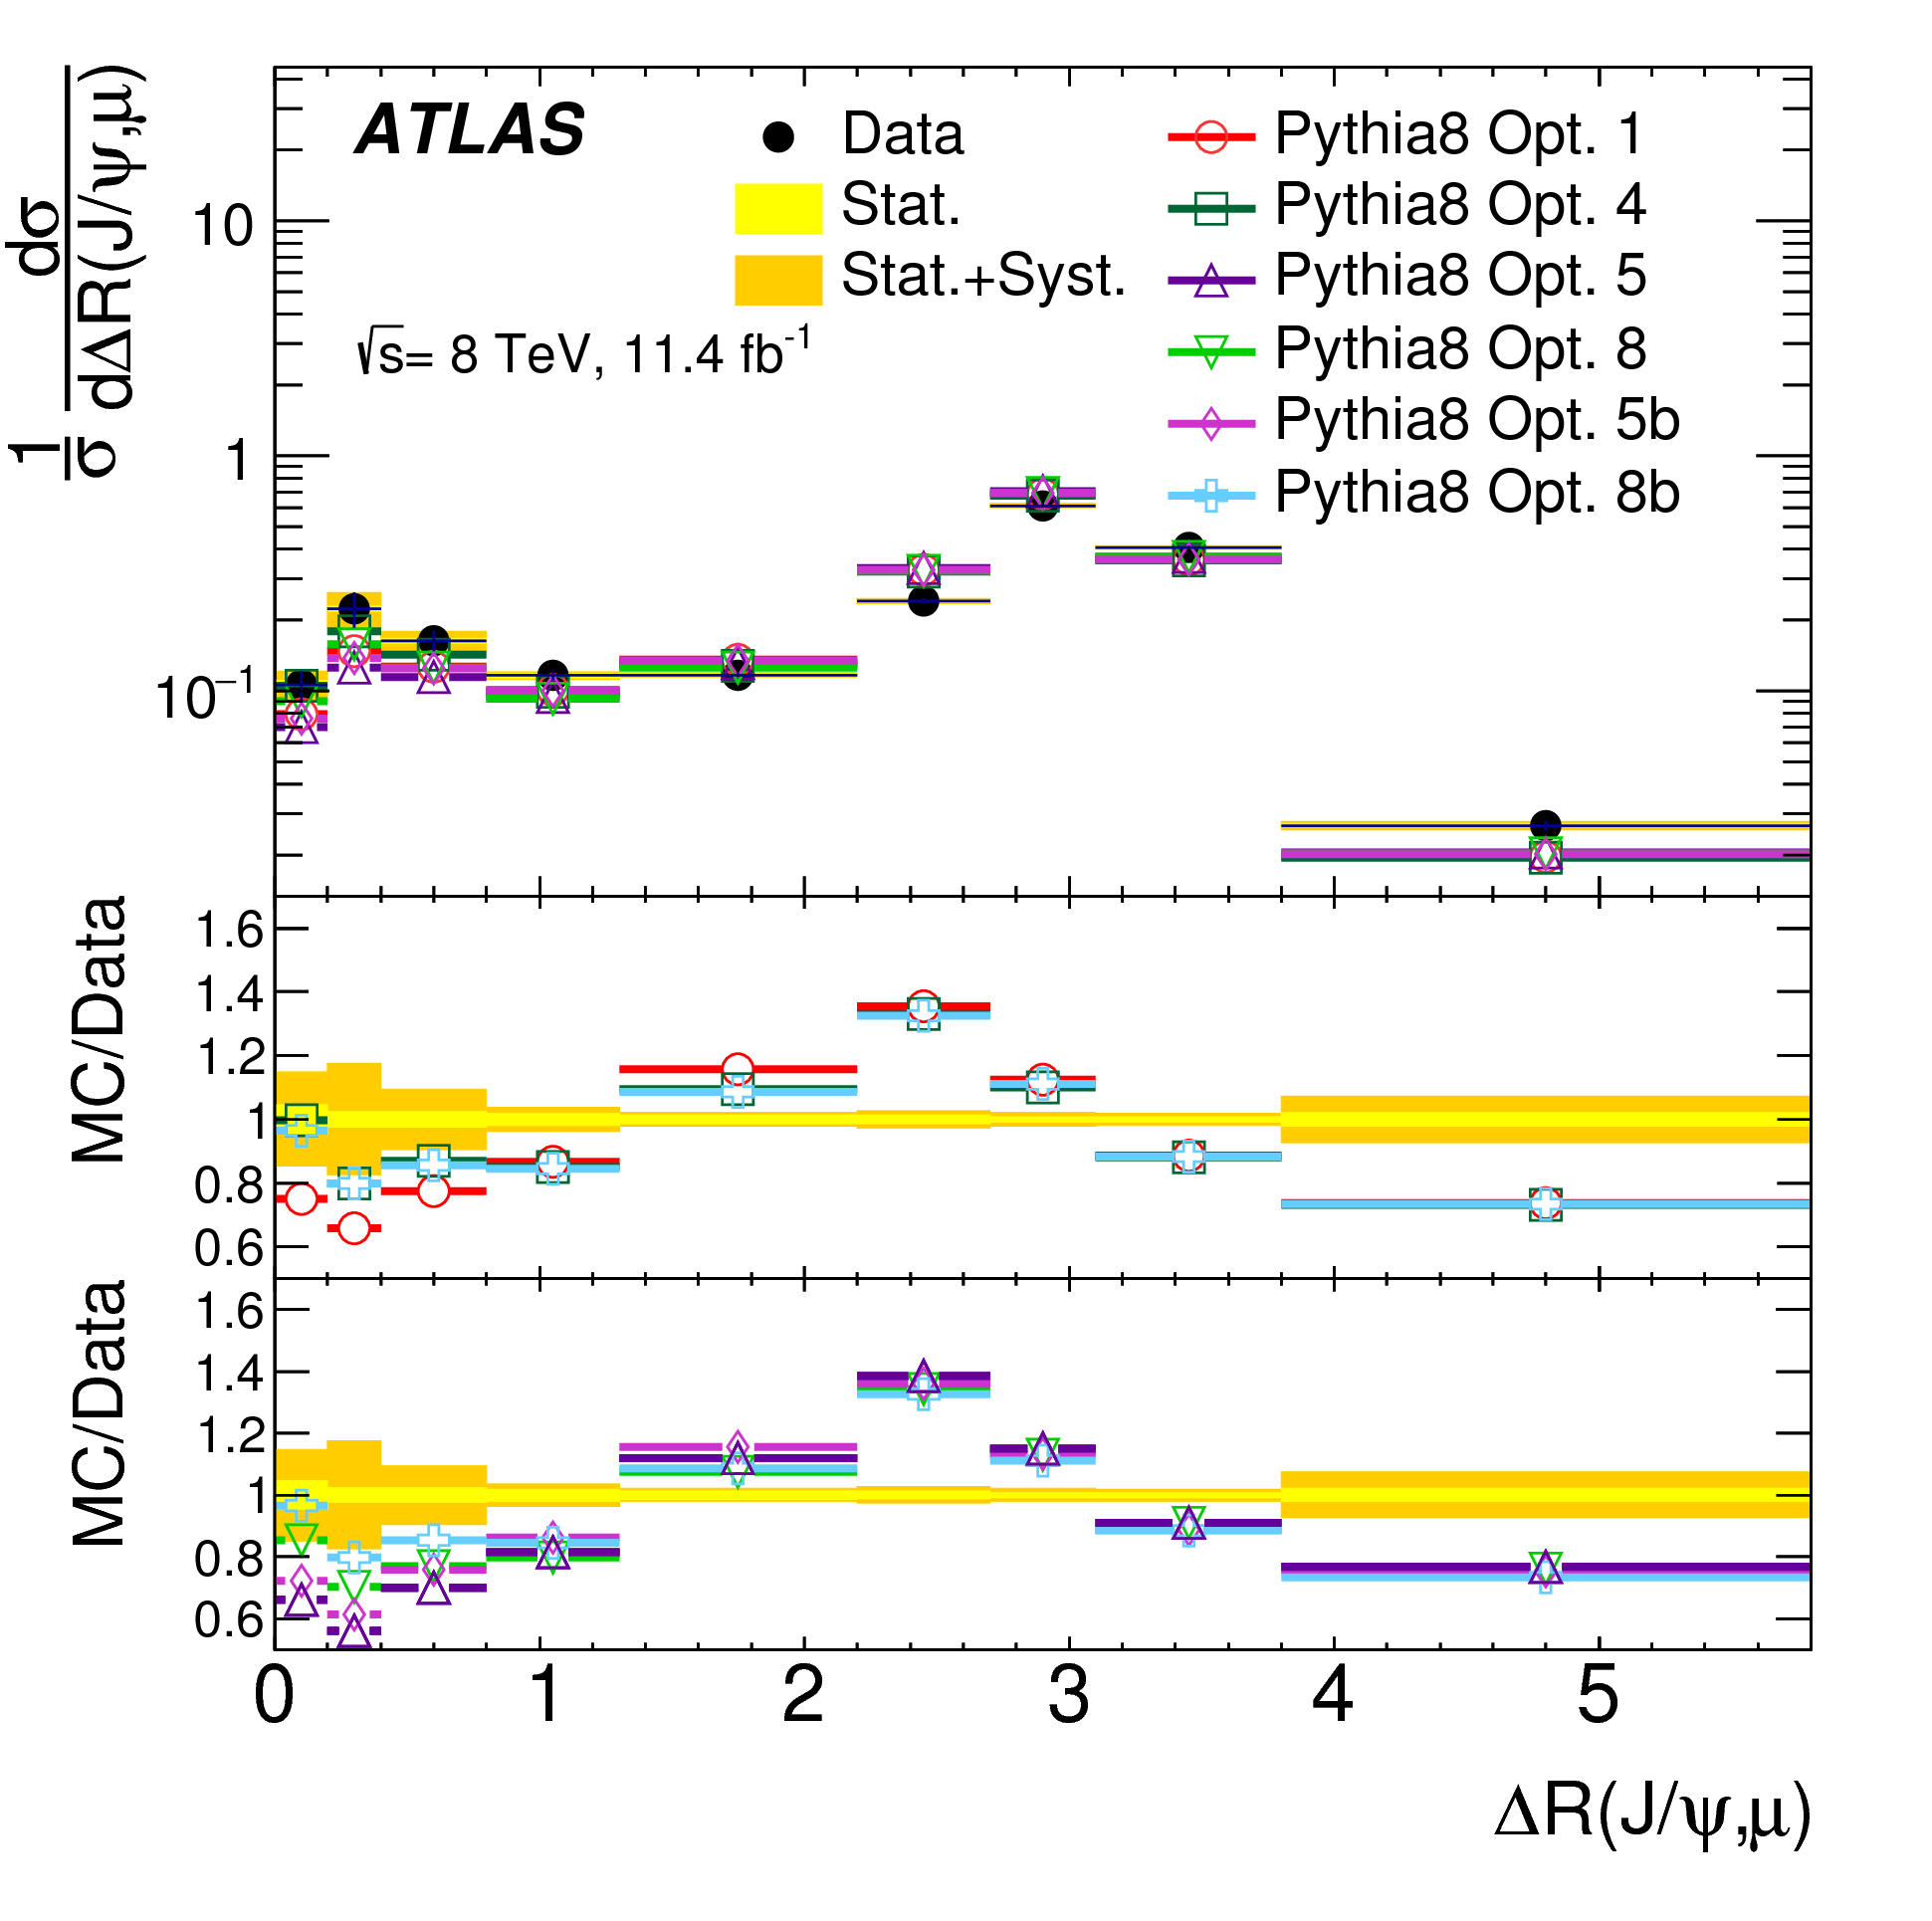 ATLAS
Data
Stat.
Stat.+Syst.
√s= 8 TeV, 11.4 fb⁻¹
Pythia8 Opt. 1
Pythia8 Opt. 4
Pythia8 Opt. 5
Pythia8 Opt. 8
Pythia8 Opt. 5b
Pythia8 Opt. 8b
1/σ dσ/dΔR(J/ψ,μ)
10
1
10⁻¹
MC/Data
1.6
1.4
1.2
1
0.8
0.6
MC/Data
1.6
1.4
1.2
1
0.8
0.6
0 1 2 3 4 5
ΔR(J/ψ,μ)